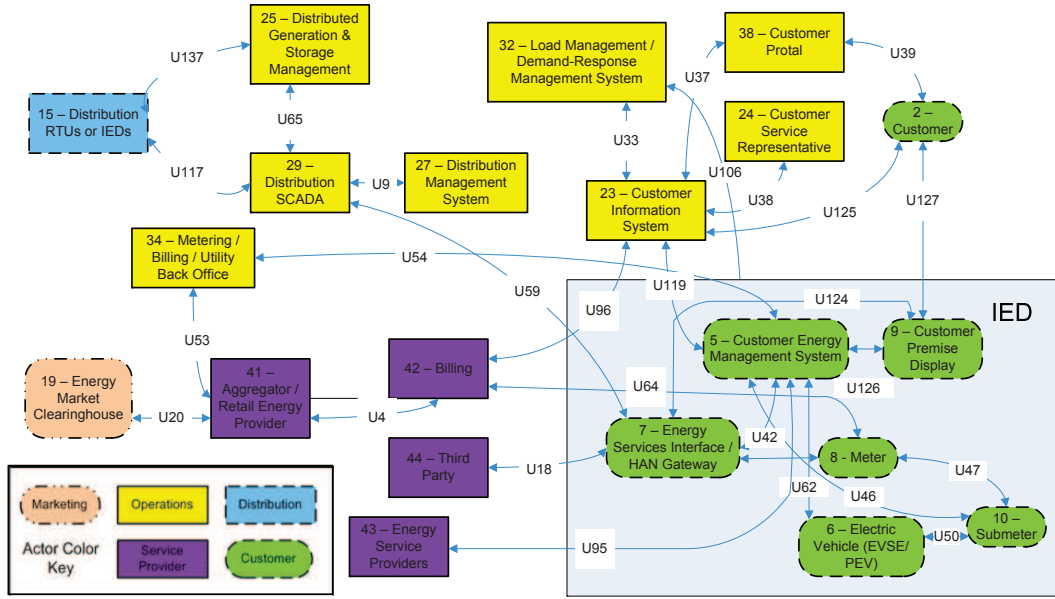 25 – Distributed
Generation &
Storage
Management
32 – Load Management /
Demand-Response
Management System
38 – Customer
Protal
24 – Customer
Service
Representative
2 –
Customer
15 – Distribution
RTUs or IEDs
29 –
Distribution
SCADA
27 – Distribution
Management
System
23 – Customer
Information
System
34 – Metering /
Billing / Utility
Back Office
19 – Energy
Market
Clearinghouse
41 –
Aggregator /
Retail Energy
Provider
42 – Billing
44 – Third
Party
43 – Energy
Service
Providers
IED
5 – Customer Energy
Management System
9 – Customer
Premise
Display
7 – Energy
Services Interface /
HAN Gateway
8 - Meter
6 – Electric
Vehicle (EVSE/
PEV)
10 –
Submeter
U137
U65
U117
U9
U33
U37
U39
U106
U38
U125
U127
U54
U59
U96
U119
U124
U53
U20
U4
U64
U126
U18
U42
U62
U46
U47
U50
U95
Marketing
Operations
Distribution
Actor Color
Key
Service
Provider
Customer